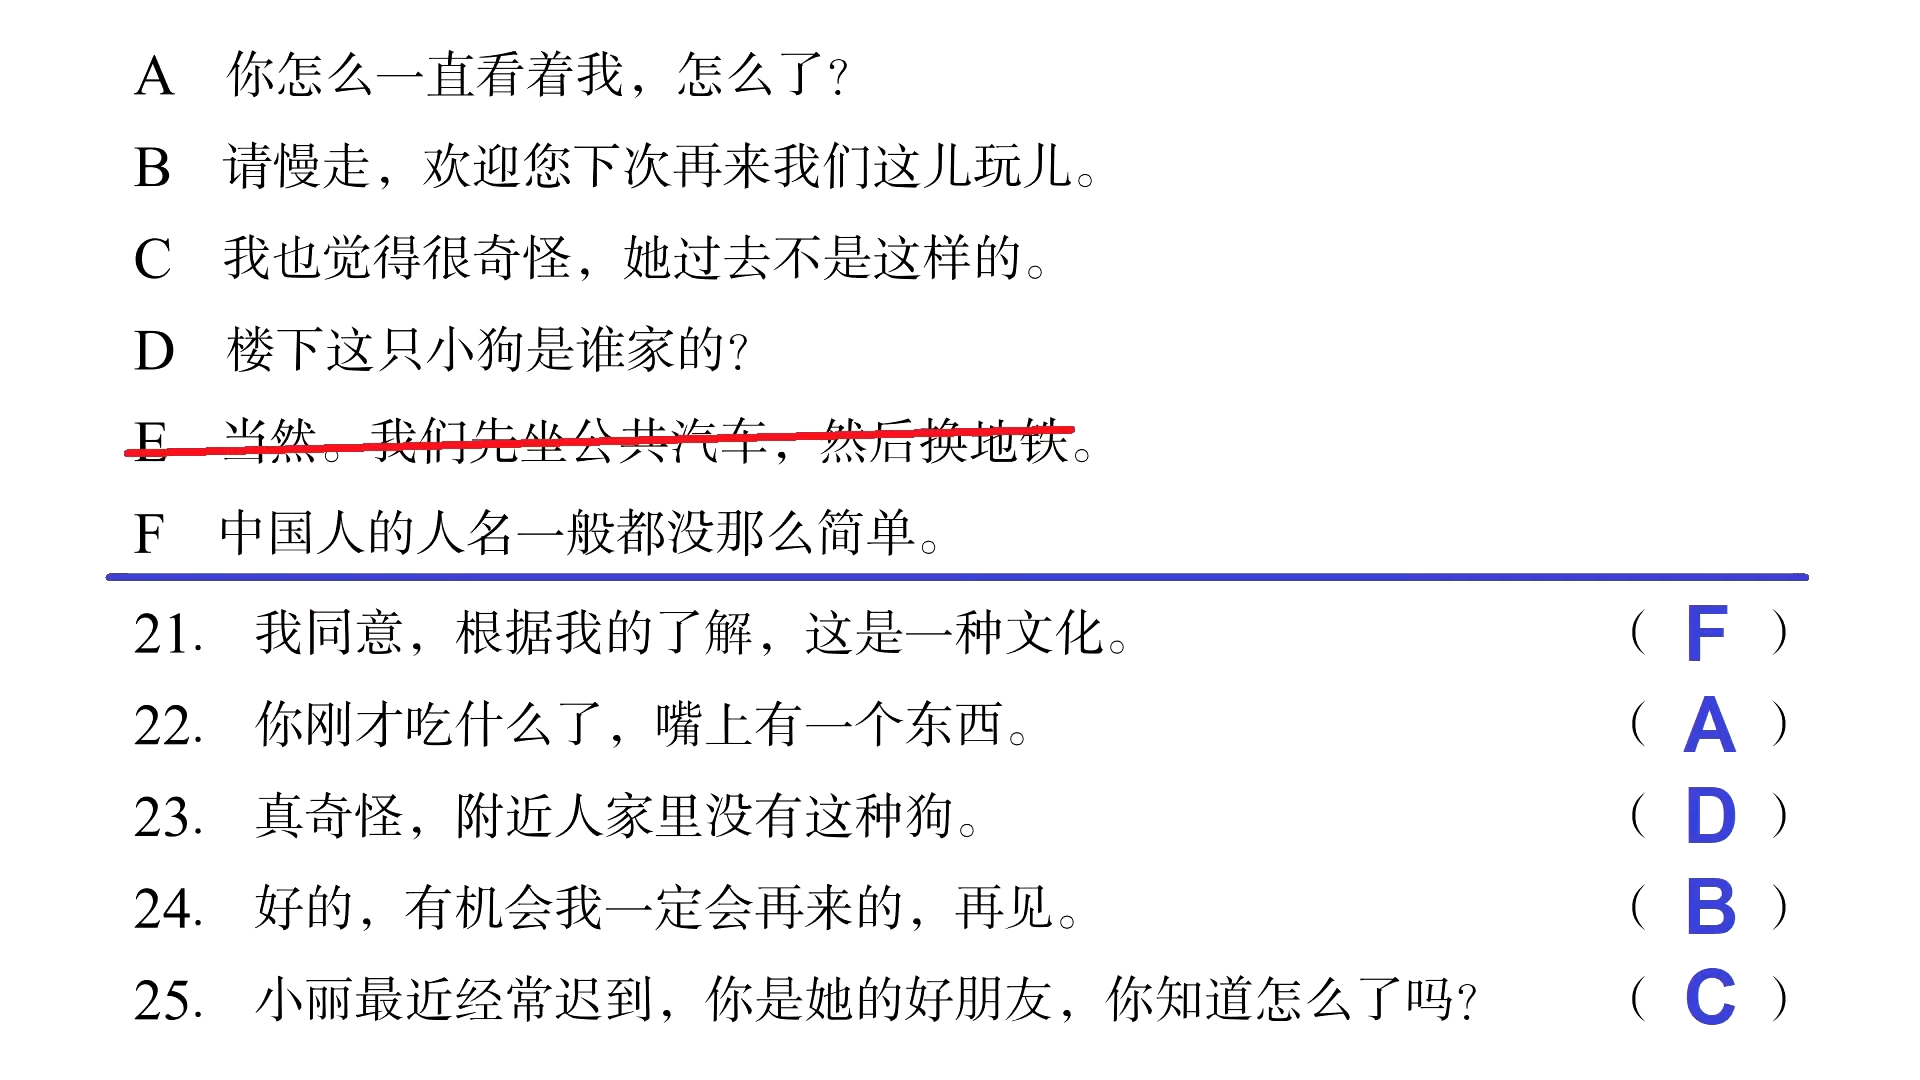 A 你怎么一直看着我，怎么了？
B 请慢走，欢迎您下次再来我们这儿玩儿。
C 我也觉得很奇怪，她过去不是这样的。
D 楼下这只小狗是谁家的？
E 当然。我们先坐公共汽车，然后换地铁。
F 中国人的人名一般都没那么简单。
21. 我同意，根据我的了解，这是一种文化。 （ F ）
22. 你刚才吃什么了，嘴上有一个东西。 （ A ）
23. 真奇怪，附近人家里没有这种狗。 （ D ）
24. 好的，有机会我一定会再来的，再见。 （ B ）
25. 小丽最近经常迟到，你是她的好朋友，你知道怎么了吗？ （ C ）